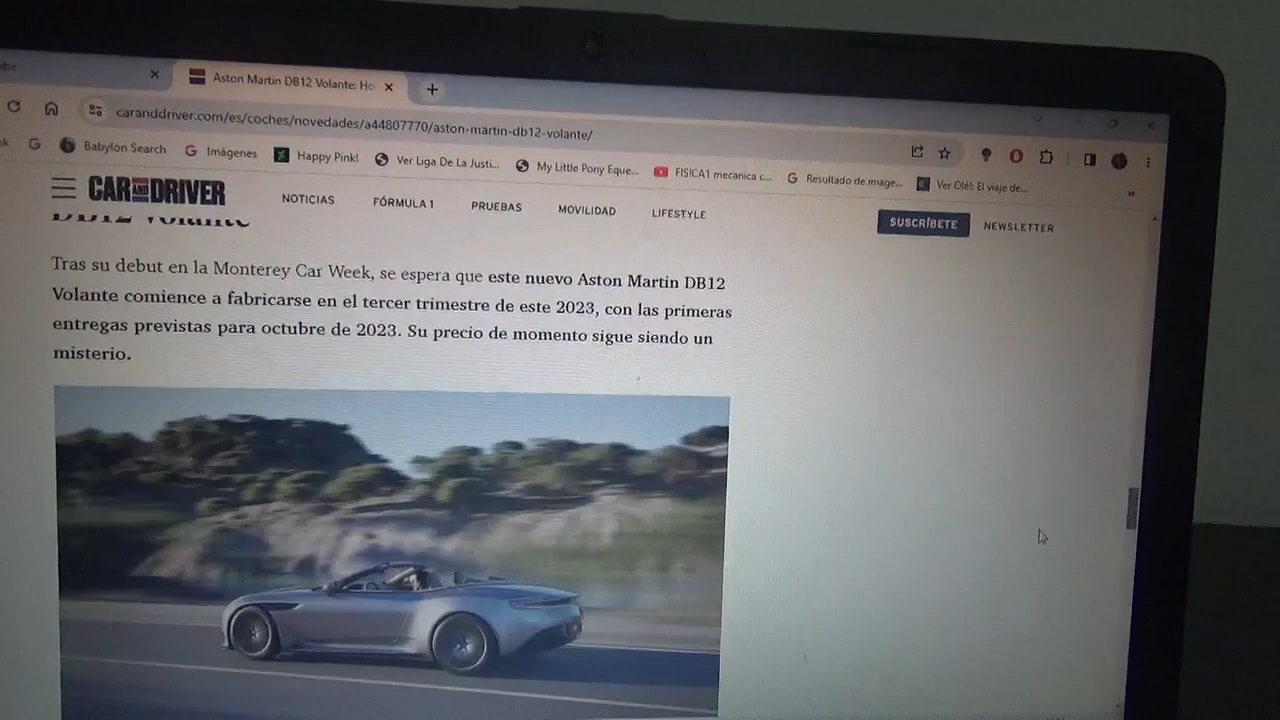 Aston Martin DB12 Volante: Ho
caranddriver.com/es/coches/novedades/a44807770/aston-martin-db12-volante/
Babylon Search
Imágenes
Happy Pink!
Ver Liga De La Justi...
My Little Pony Eque...
FISICA1 mecanica c...
Resultado de image...
Ver Olé!: El viaje de...
CAR AND DRIVER
NOTICIAS
FÓRMULA 1
PRUEBAS
MOVILIDAD
LIFESTYLE
SUSCRÍBETE
NEWSLETTER
DB12 Volante
Tras su debut en la Monterey Car Week, se espera que este nuevo Aston Martin DB12
Volante comience a fabricarse en el tercer trimestre de este 2023, con las primeras
entregas previstas para octubre de 2023. Su precio de momento sigue siendo un
misterio.